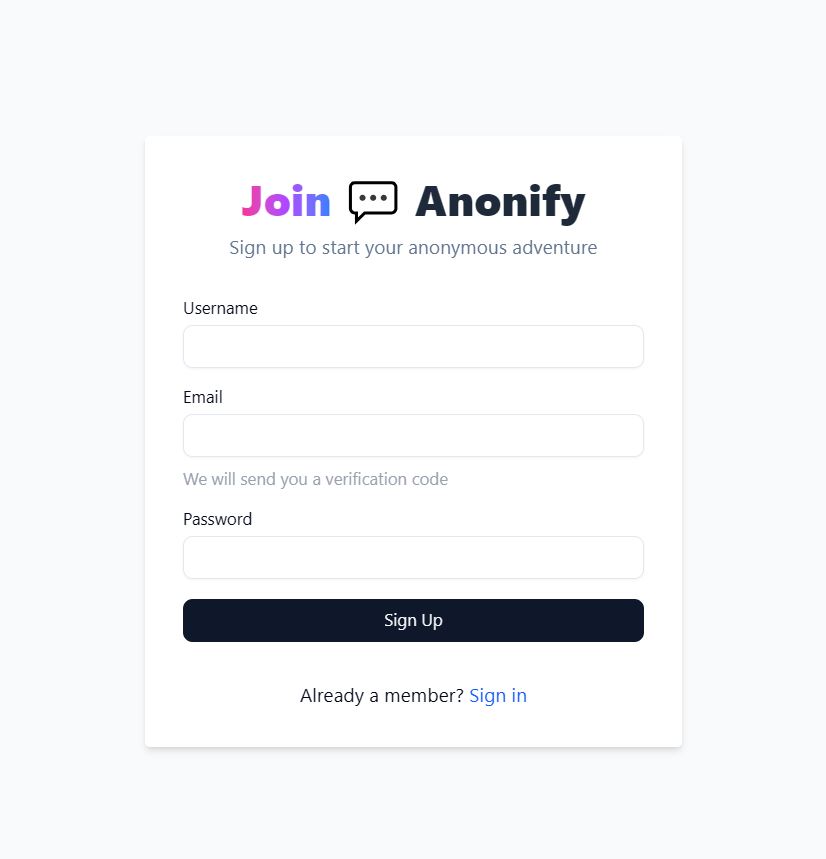 Join Anonify
Sign up to start your anonymous adventure
Username
Email
We will send you a verification code
Password
Sign Up
Already a member? Sign in